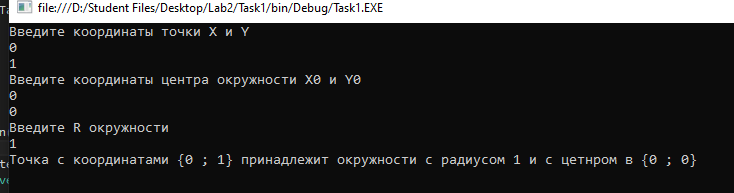 file:///D:/Student Files/Desktop/Lab2/Task1/bin/Debug/Task1.EXE
Введите координаты точки X и Y
0
1
Введите координаты центра окружности X0 и Y0
0
0
Введите R окружности
1
Точка с координатами {0 ; 1} принадлежит окружности с радиусом 1 и с цетнром в {0 ; 0}